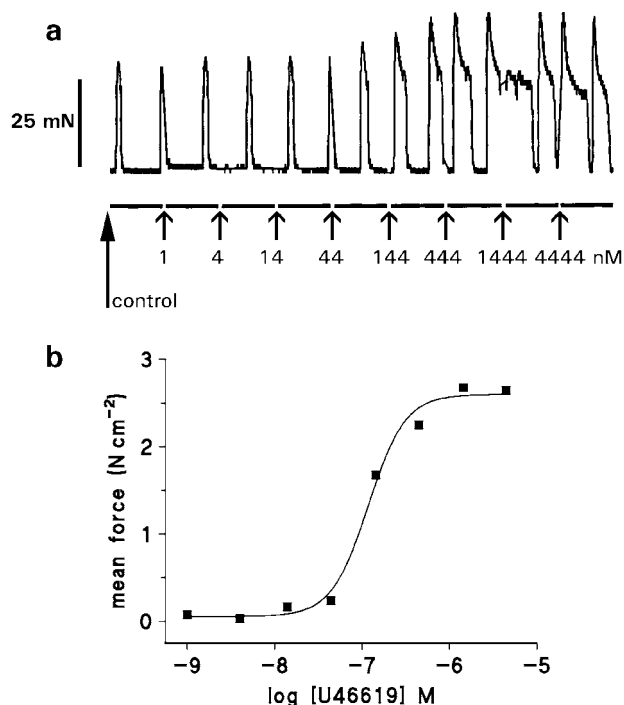 a
25 mN
1 4 14 44 144 444 1444 4444 nM
control
b
3
2
1
0
mean force (N cm⁻²)
−9 −8 −7 −6 −5
log [U46619] M